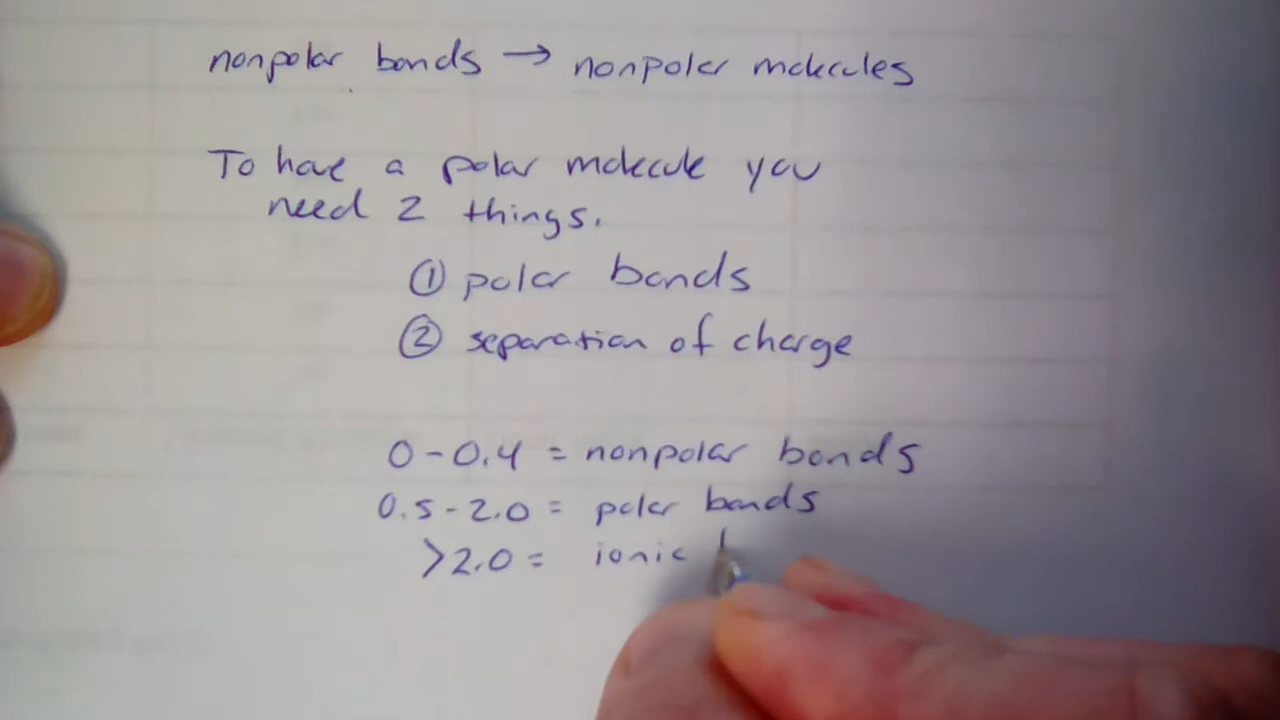 nonpolar bonds → nonpolar molecules
To have a polar molecule you
need 2 things.
① polar bonds
② separation of charge
0-0.4 = nonpolar bonds
0.5-2.0 = polar bonds
>2.0 = ionic